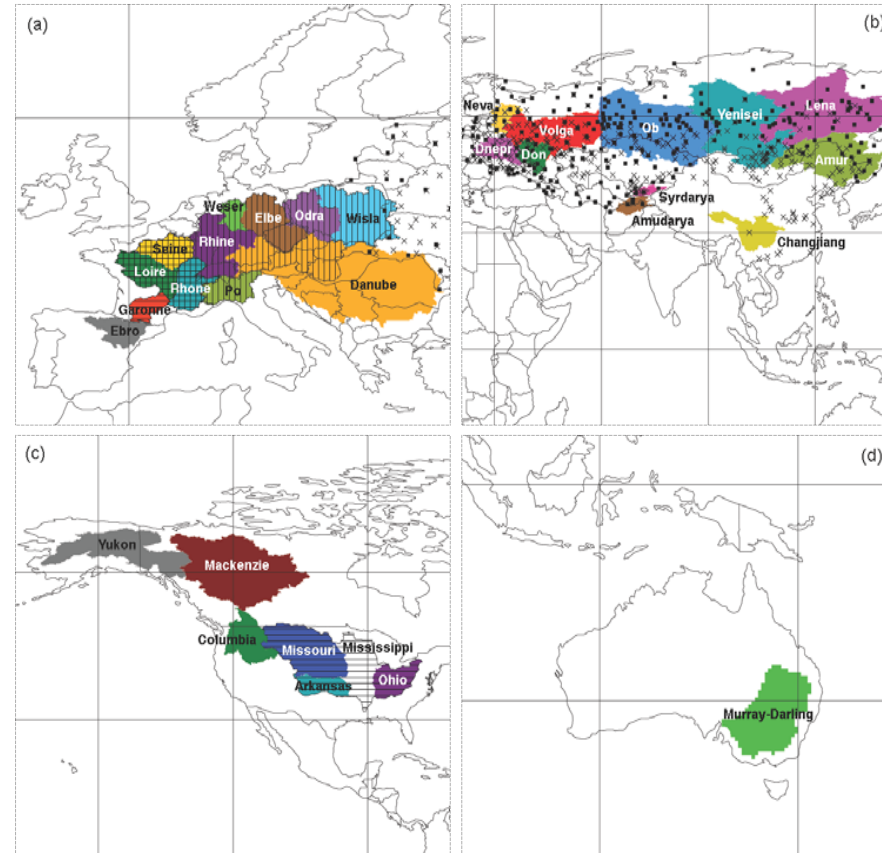 (a)
Weser
Elbe
Odra
Wisla
Rhine
Seine
Loire
Rhone
Po
Danube
Garonne
Ebro
(b)
Neva
Volga
Ob
Yenisei
Lena
Dnepr
Don
Amur
Syrdarya
Amudarya
Changjiang
(c)
Yukon
Mackenzie
Columbia
Missouri
Mississippi
Arkansas
Ohio
(d)
Murray-Darling